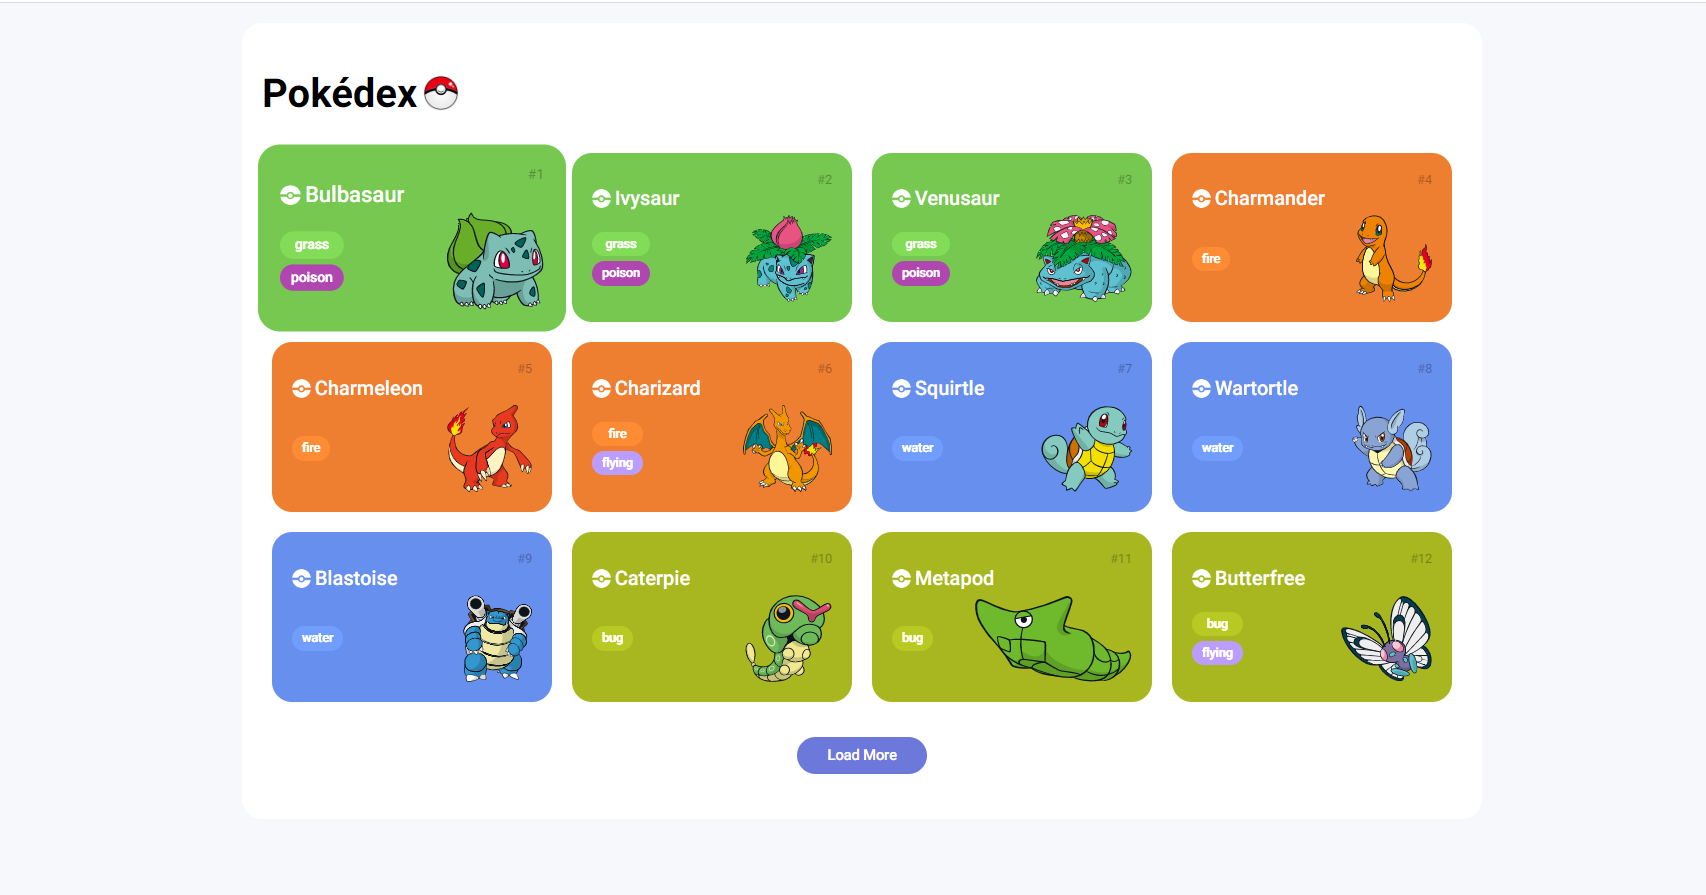 Pokédex
#1
Bulbasaur
grass
poison
#2
Ivysaur
grass
poison
#3
Venusaur
grass
poison
#4
Charmander
fire
#5
Charmeleon
fire
#6
Charizard
fire
flying
#7
Squirtle
water
#8
Wartortle
water
#9
Blastoise
water
#10
Caterpie
bug
#11
Metapod
bug
#12
Butterfree
bug
flying
Load More